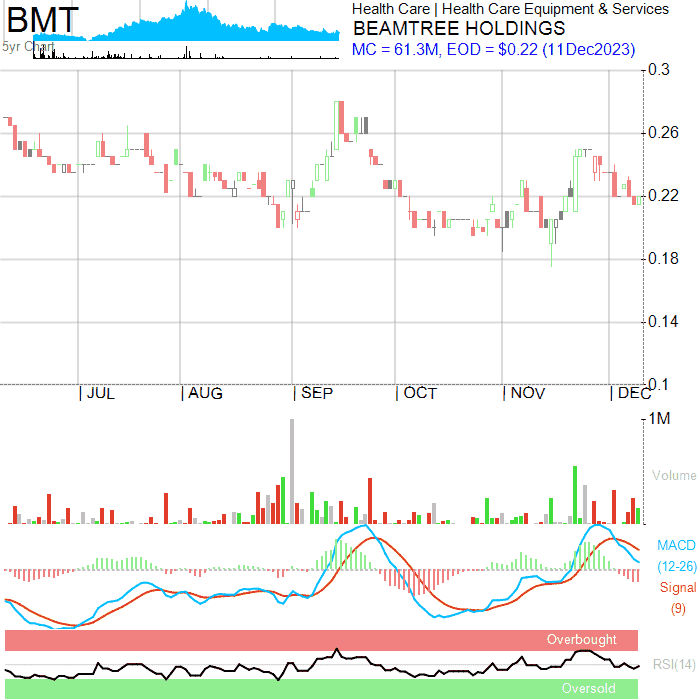 BMT
5yr Chart
Health Care | Health Care Equipment & Services
BEAMTREE HOLDINGS
MC = 61.3M, EOD = $0.22 (11Dec2023)
0.3
0.26
0.22
0.18
0.14
0.1
| JUL
| AUG
| SEP
| OCT
| NOV
| DEC
1M
Volume
MACD
(12-26)
Signal
(9)
Overbought
RSI(14)
Oversold